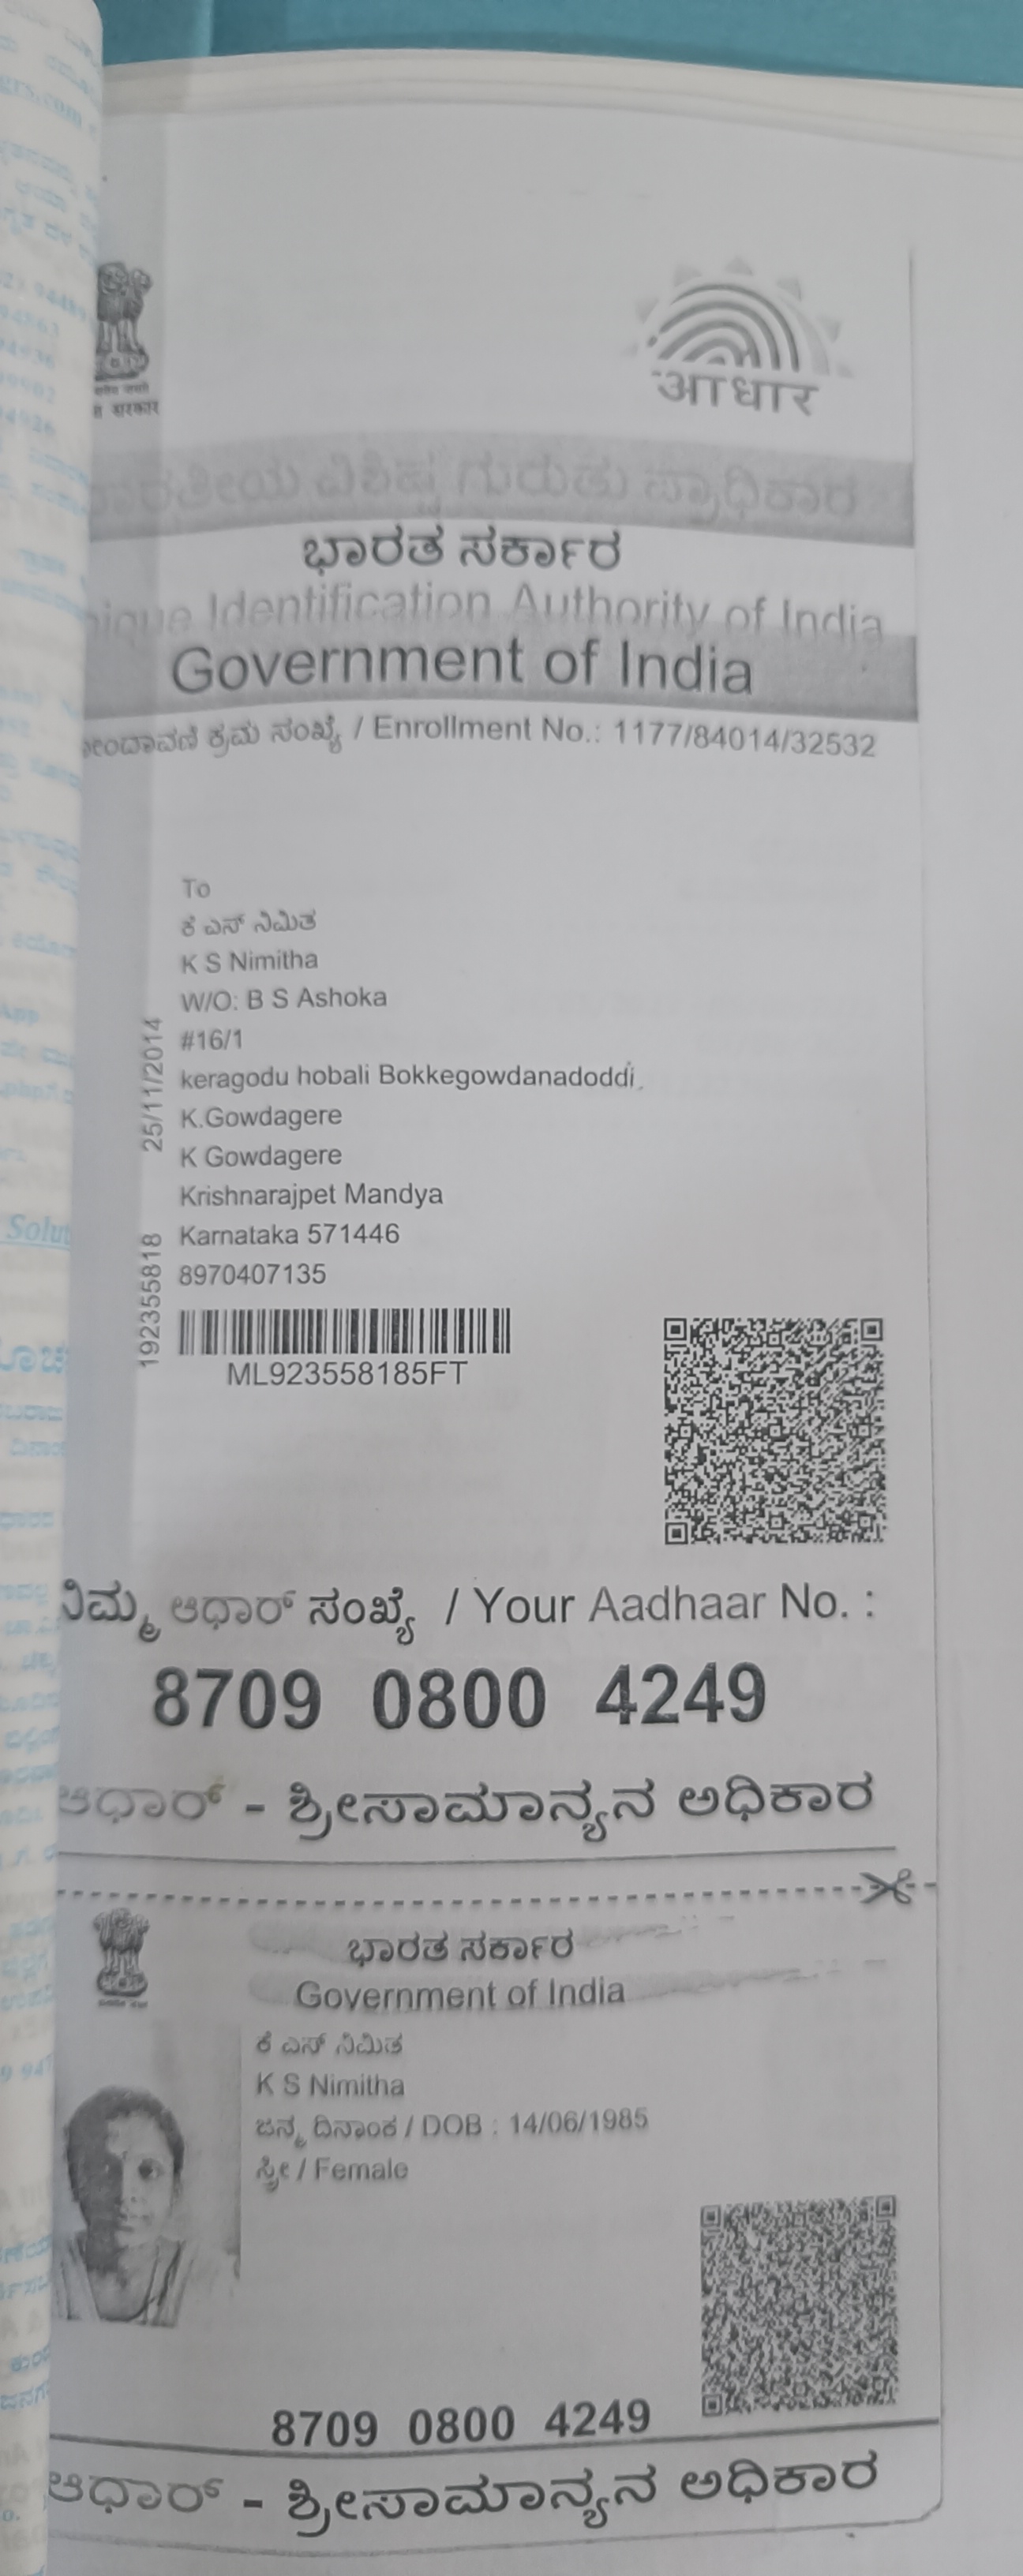 आधार
ಭಾರತೀಯ ವಿಶಿಷ್ಟ ಗುರುತು ಪ್ರಾಧಿಕಾರ
ಭಾರತ ಸರ್ಕಾರ
nique Identification Authority of India
Government of India
ೋಂದಾವಣಿ ಕ್ರಮ ಸಂಖ್ಯೆ / Enrollment No.: 1177/84014/32532
To
ಕೆ ಎಸ್ ನಿಮಿತ
K S Nimitha
W/O: B S Ashoka
#16/1
keragodu hobali Bokkegowdanadoddi
K.Gowdagere
K Gowdagere
Krishnarajpet Mandya
Karnataka 571446
8970407135
25/11/2014
192355818
ML923558185FT
ನಿಮ್ಮ ಆಧಾರ್ ಸಂಖ್ಯೆ / Your Aadhaar No. :
8709 0800 4249
ಆಧಾರ್ - ಶ್ರೀಸಾಮಾನ್ಯನ ಅಧಿಕಾರ
ಭಾರತ ಸರ್ಕಾರ
Government of India
ಕೆ ಎಸ್ ನಿಮಿತ
K S Nimitha
ಜನ್ಮ ದಿನಾಂಕ / DOB : 14/06/1985
ಸ್ತ್ರೀ / Female
8709 0800 4249
ಆಧಾರ್ - ಶ್ರೀಸಾಮಾನ್ಯನ ಅಧಿಕಾರ